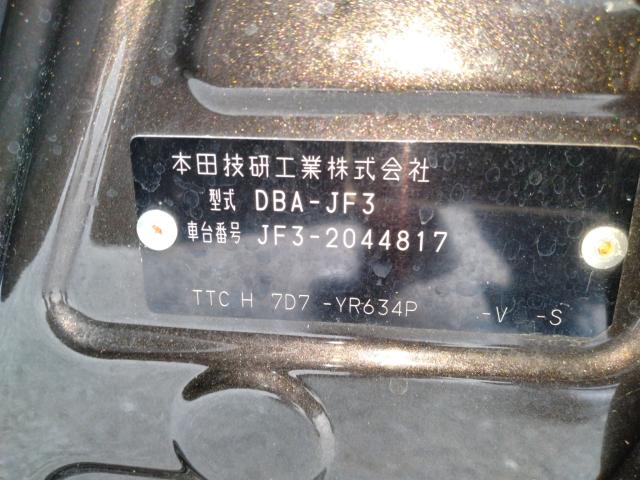 本田技研工業株式会社
型式 DBA-JF3
車台番号 JF3-2044817
TTC H 7D7 -YR634P -V -S